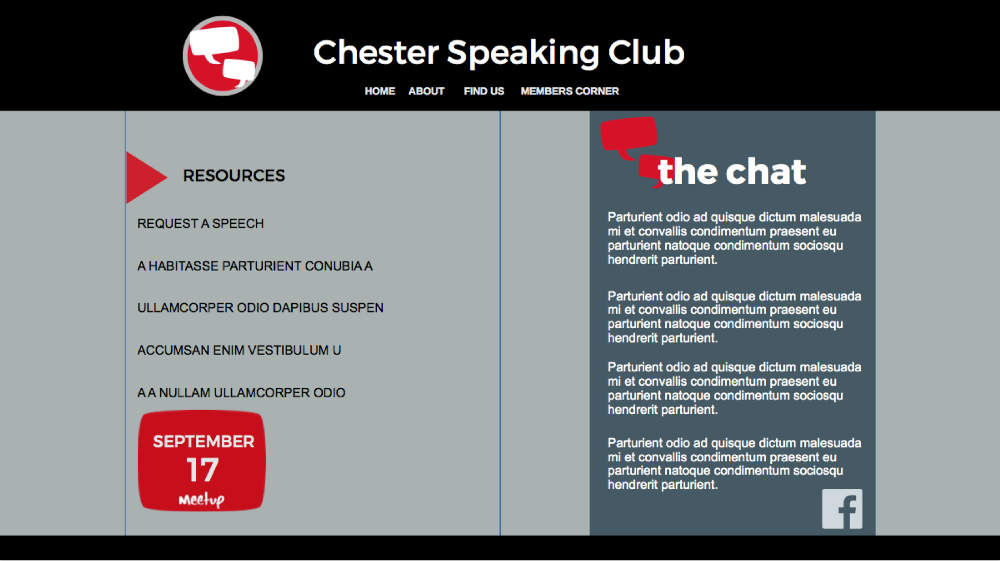 Chester Speaking Club
HOME ABOUT FIND US MEMBERS CORNER
RESOURCES
REQUEST A SPEECH
A HABITASSE PARTURIENT CONUBIA A
ULLAMCORPER ODIO DAPIBUS SUSPEN
ACCUMSAN ENIM VESTIBULUM U
A A NULLAM ULLAMCORPER ODIO
SEPTEMBER
17
Meetup
the chat
Parturient odio ad quisque dictum malesuada
mi et convallis condimentum praesent eu
parturient natoque condimentum sociosqu
hendrerit parturient.
Parturient odio ad quisque dictum malesuada
mi et convallis condimentum praesent eu
parturient natoque condimentum sociosqu
hendrerit parturient.
Parturient odio ad quisque dictum malesuada
mi et convallis condimentum praesent eu
parturient natoque condimentum sociosqu
hendrerit parturient.
Parturient odio ad quisque dictum malesuada
mi et convallis condimentum praesent eu
parturient natoque condimentum sociosqu
hendrerit parturient.
f